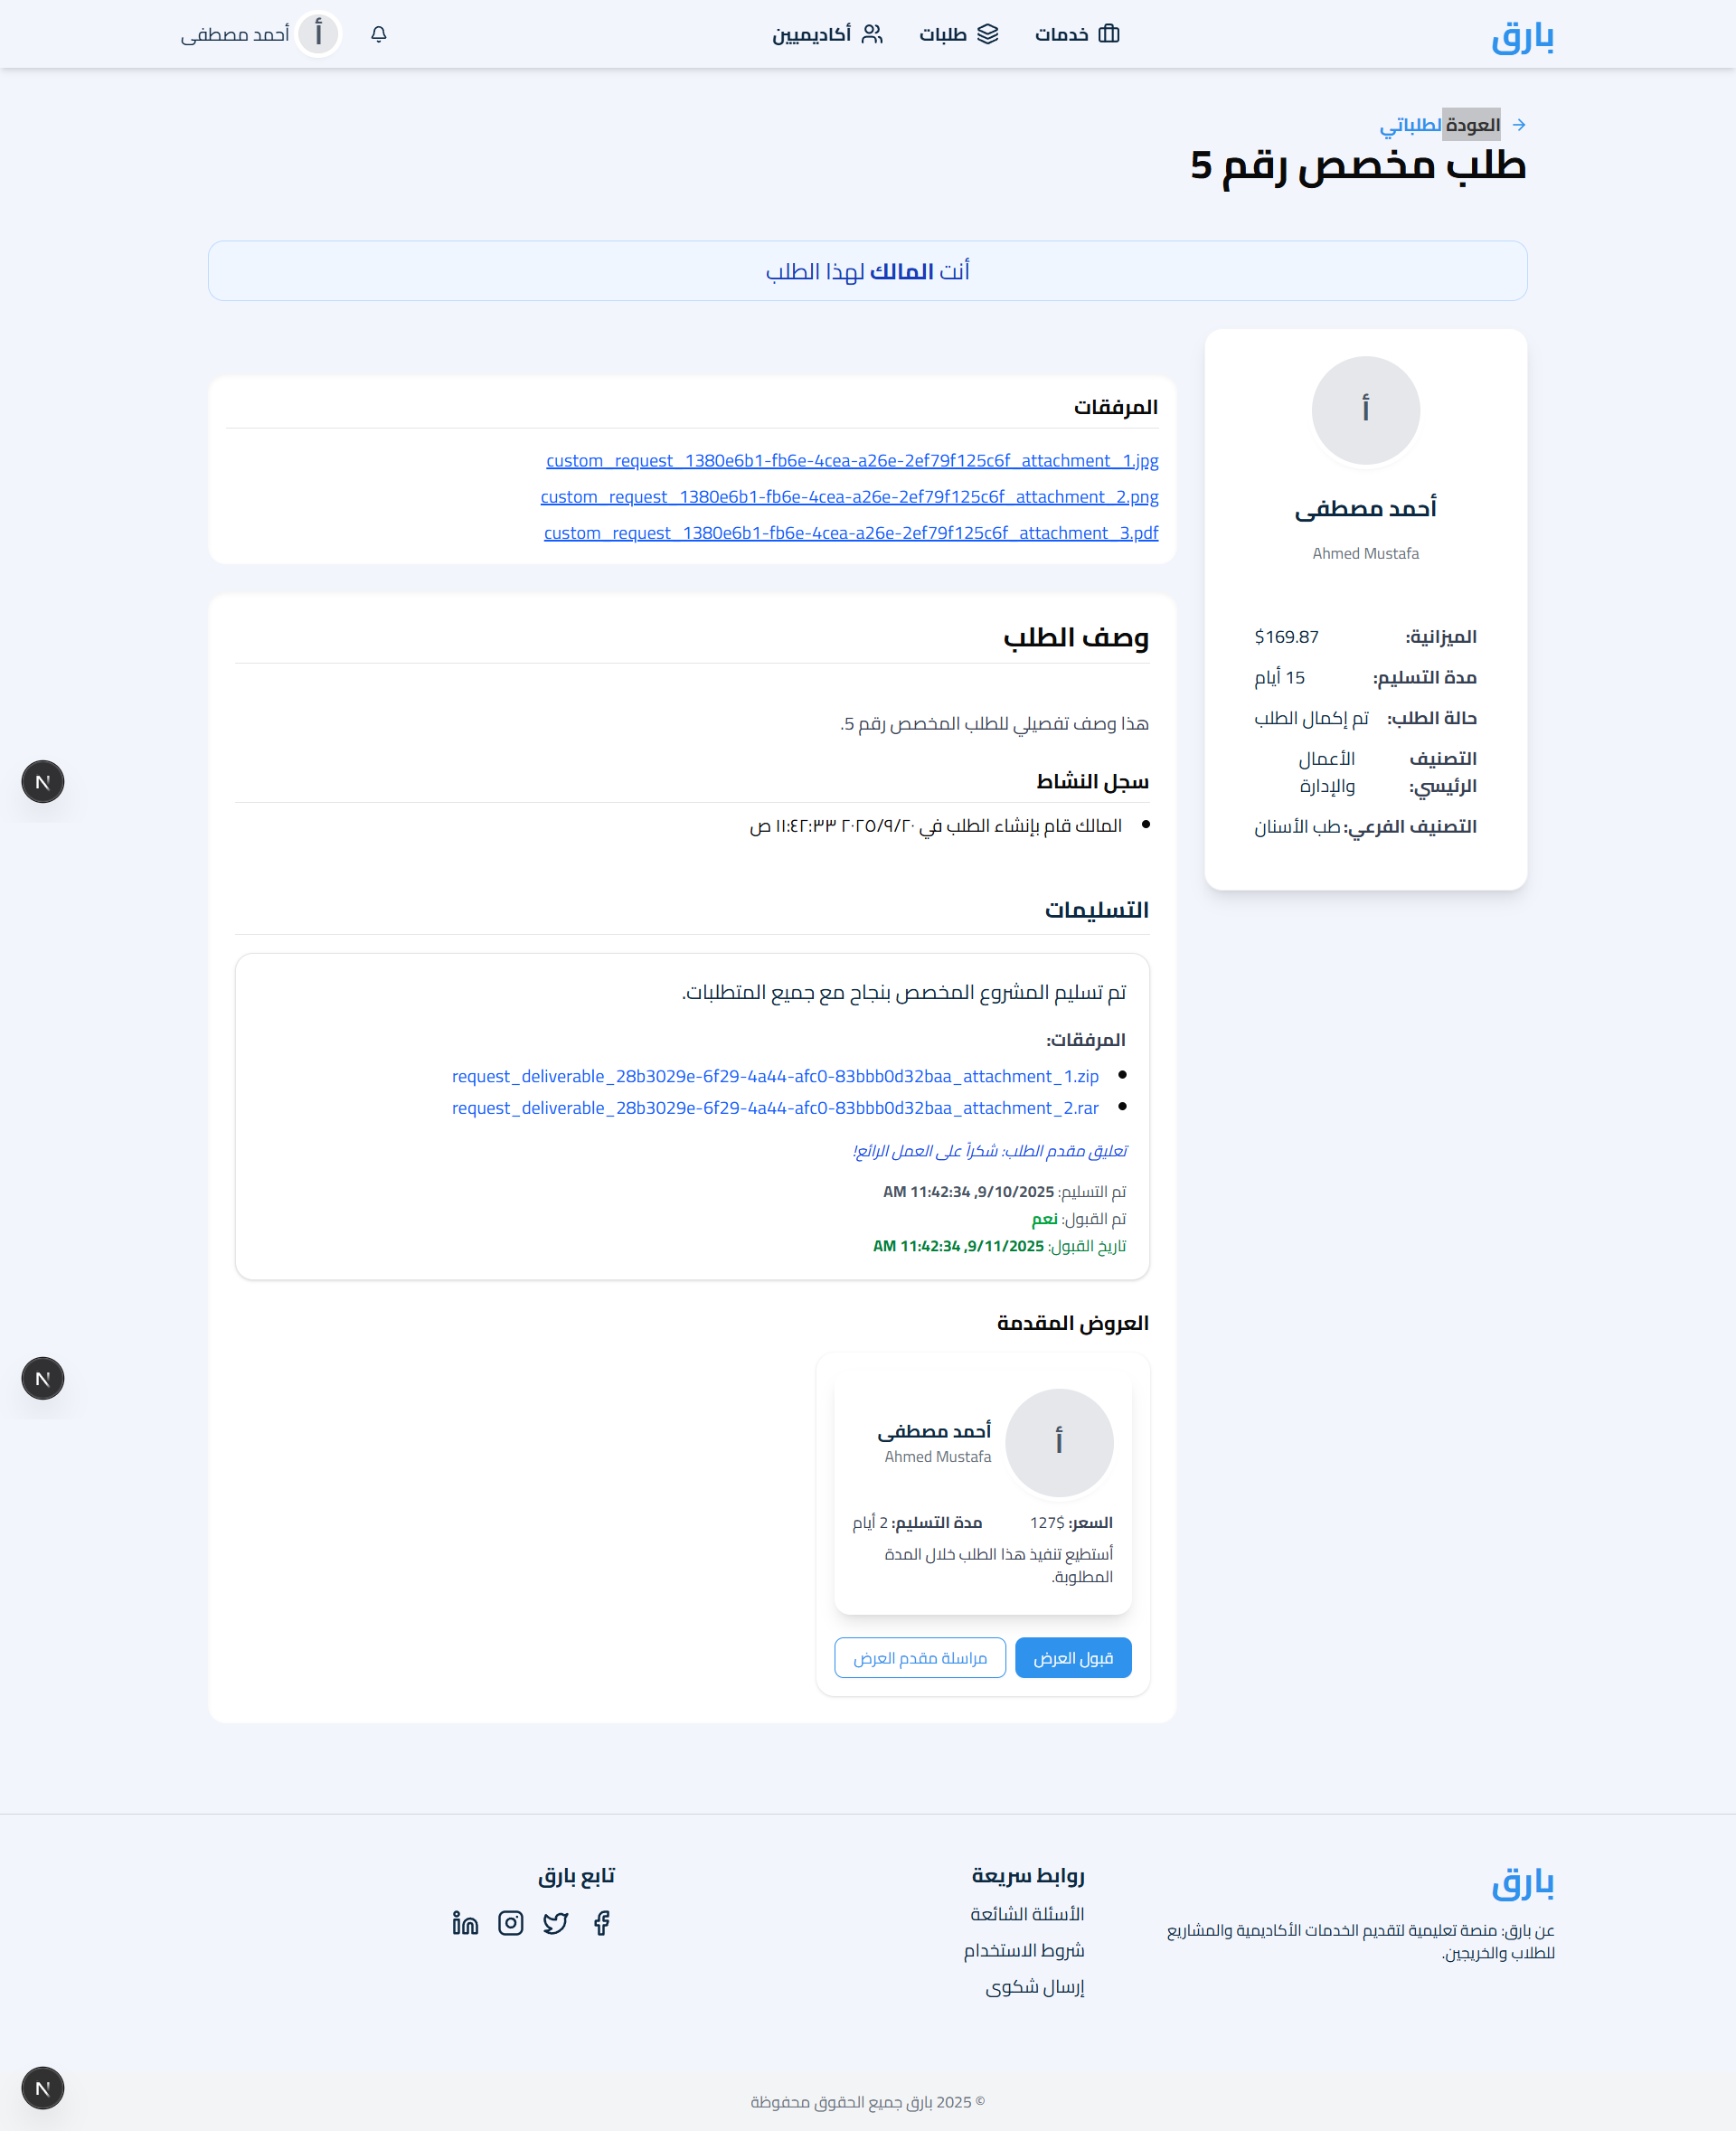 بارق
خدمات
طلبات
أكاديميين
أ
أحمد مصطفى
العودة لطلباتي
طلب مخصص رقم 5
أنت المالك لهذا الطلب
أ
أحمد مصطفى
Ahmed Mustafa
الميزانية: $169.87
مدة التسليم: 15 أيام
حالة الطلب: تم إكمال الطلب
التصنيف الرئيسي: الأعمال والإدارة
التصنيف الفرعي: طب الأسنان
المرفقات
custom_request_1380e6b1-fb6e-4cea-a26e-2ef79f125c6f_attachment_1.jpg
custom_request_1380e6b1-fb6e-4cea-a26e-2ef79f125c6f_attachment_2.png
custom_request_1380e6b1-fb6e-4cea-a26e-2ef79f125c6f_attachment_3.pdf
وصف الطلب
هذا وصف تفصيلي للطلب المخصص رقم 5.
سجل النشاط
المالك قام بإنشاء الطلب في ٢٠٢٥/٩/٢٠ ١١:٤٢:٣٣ ص
التسليمات
تم تسليم المشروع المخصص بنجاح مع جميع المتطلبات.
المرفقات:
request_deliverable_28b3029e-6f29-4a44-afc0-83bbb0d32baa_attachment_1.zip
request_deliverable_28b3029e-6f29-4a44-afc0-83bbb0d32baa_attachment_2.rar
تعليق مقدم الطلب: شكراً على العمل الرائع!
تم التسليم: 9/10/2025, 11:42:34 AM
تم القبول: نعم
تاريخ القبول: 9/11/2025, 11:42:34 AM
العروض المقدمة
أ
أحمد مصطفى
Ahmed Mustafa
السعر: 127$ مدة التسليم: 2 أيام
أستطيع تنفيذ هذا الطلب خلال المدة
المطلوبة.
قبول العرض
مراسلة مقدم العرض
بارق
عن بارق: منصة تعليمية لتقديم الخدمات الأكاديمية والمشاريع
للطلاب والخريجين.
روابط سريعة
الأسئلة الشائعة
شروط الاستخدام
إرسال شكوى
تابع بارق
© 2025 بارق جميع الحقوق محفوظة
N
N
N